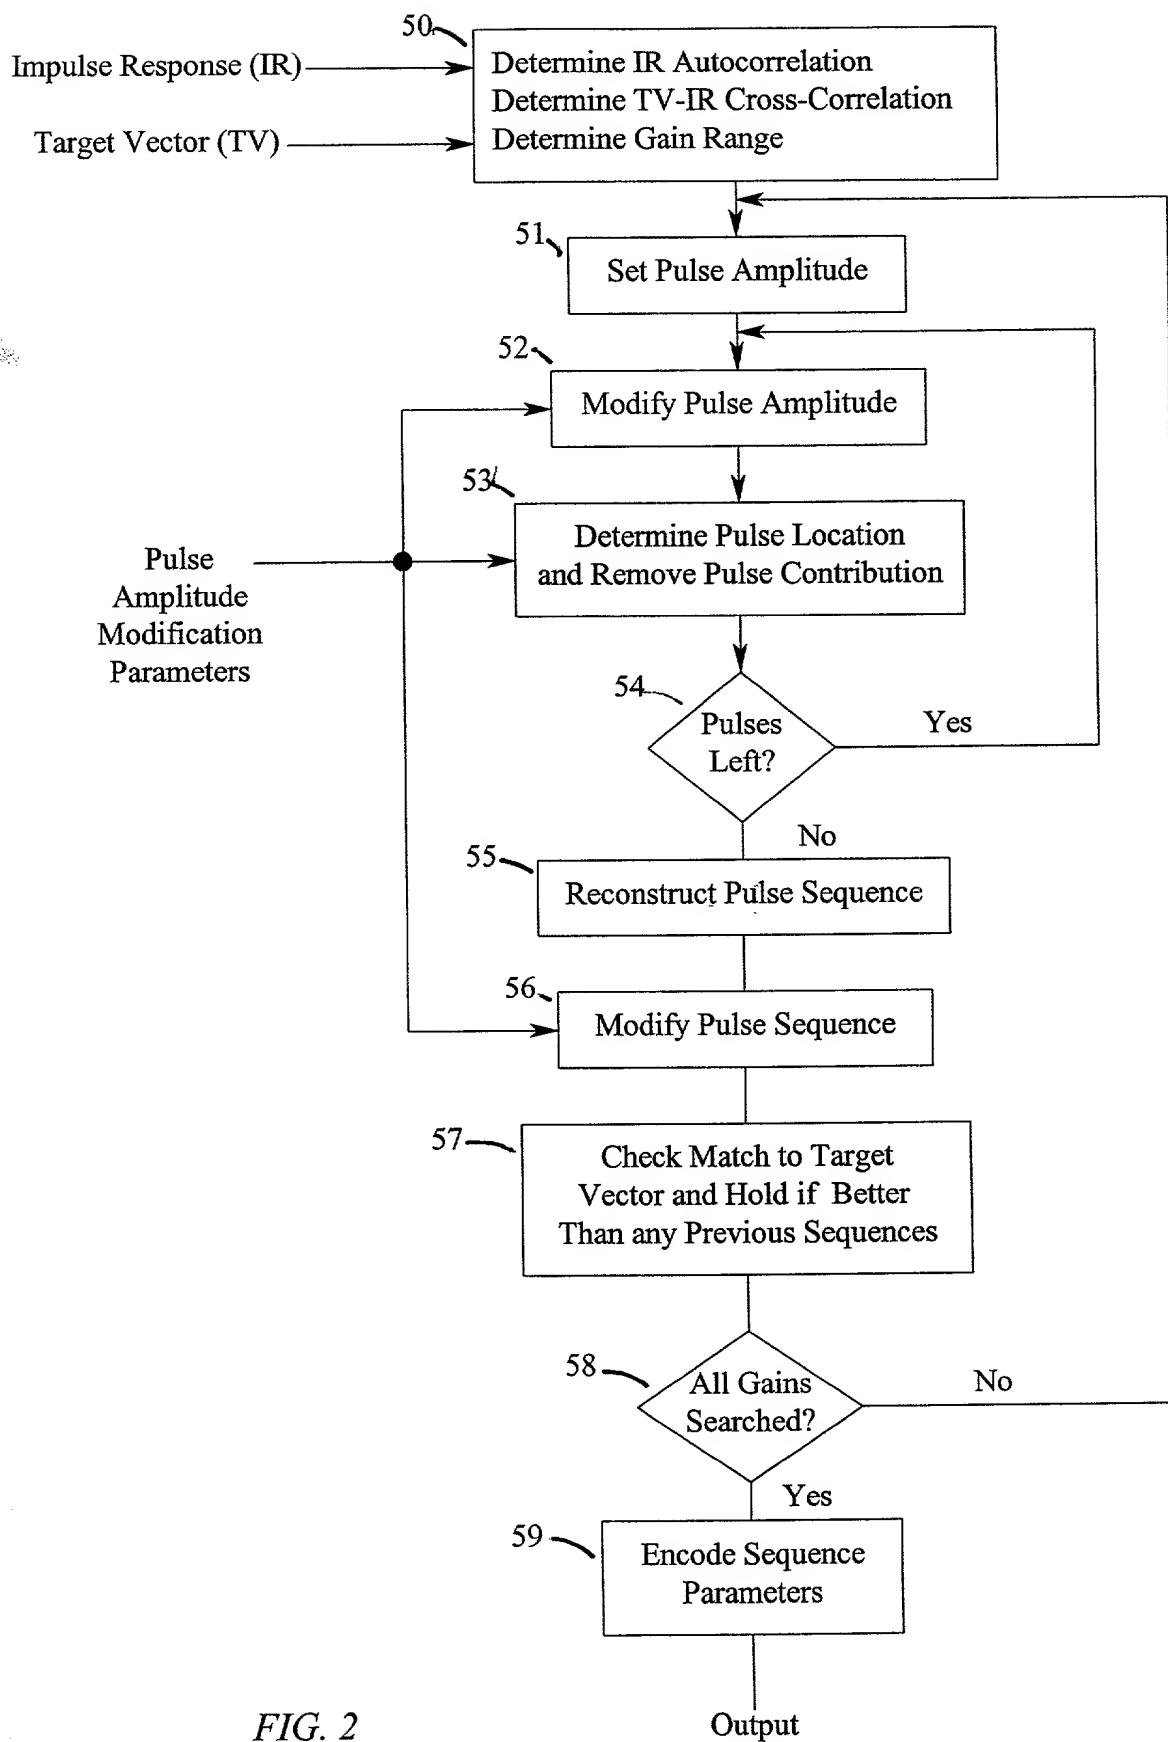 50
Impulse Response (IR)
Target Vector (TV)
Determine IR Autocorrelation
Determine TV-IR Cross-Correlation
Determine Gain Range
51
Set Pulse Amplitude
52
Modify Pulse Amplitude
53
Determine Pulse Location
and Remove Pulse Contribution
Pulse
Amplitude
Modification
Parameters
54
Pulses
Left?
Yes
No
55
Reconstruct Pulse Sequence
56
Modify Pulse Sequence
57
Check Match to Target
Vector and Hold if Better
Than any Previous Sequences
58
All Gains
Searched?
No
Yes
59
Encode Sequence
Parameters
FIG. 2
Output